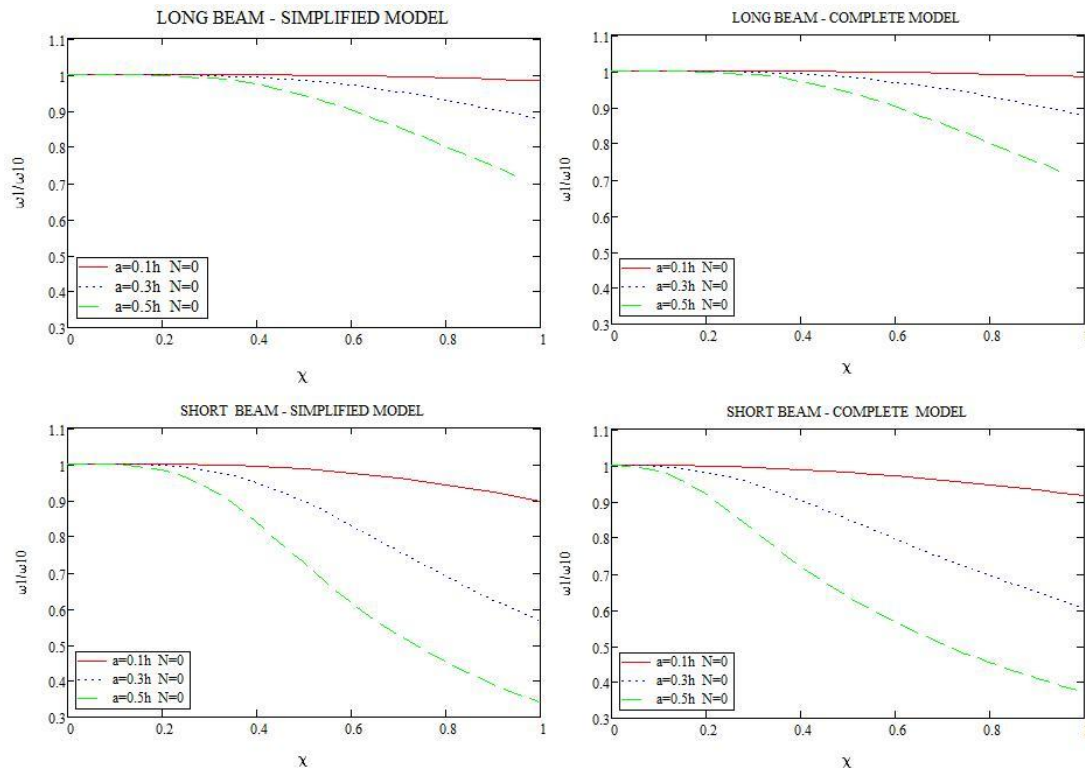 LONG BEAM - SIMPLIFIED MODEL
1.1
1
0.9
0.8
0.7
0.6
0.5
0.4
0.3
ω1/ω10
a=0.1h N=0
a=0.3h N=0
a=0.5h N=0
0 0.2 0.4 0.6 0.8 1
χ
LONG BEAM - COMPLETE MODEL
1.1
1
0.9
0.8
0.7
0.6
0.5
0.4
0.3
ω1/ω10
a=0.1h N=0
a=0.3h N=0
a=0.5h N=0
0 0.2 0.4 0.6 0.8
χ
SHORT BEAM - SIMPLIFIED MODEL
1.1
1
0.9
0.8
0.7
0.6
0.5
0.4
0.3
ω1/ω10
a=0.1h N=0
a=0.3h N=0
a=0.5h N=0
0 0.2 0.4 0.6 0.8 1
χ
SHORT BEAM - COMPLETE MODEL
1.1
1
0.9
0.8
0.7
0.6
0.5
0.4
0.3
ω1/ω10
a=0.1h N=0
a=0.3h N=0
a=0.5h N=0
0 0.2 0.4 0.6 0.8
χ